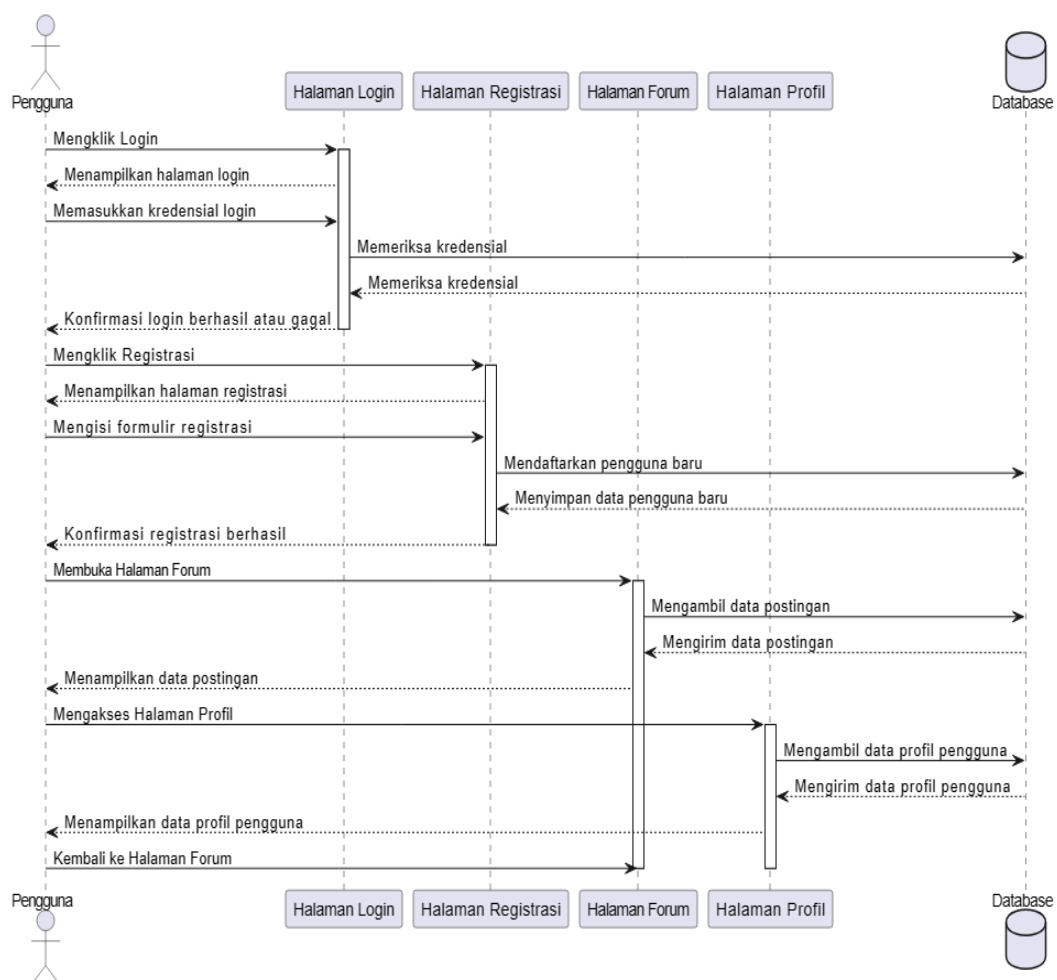 Pengguna
Halaman Login
Halaman Registrasi
Halaman Forum
Halaman Profil
Database
Mengklik Login
Menampilkan halaman login
Memasukkan kredensial login
Memeriksa kredensial
Memeriksa kredensial
Konfirmasi login berhasil atau gagal
Mengklik Registrasi
Menampilkan halaman registrasi
Mengisi formulir registrasi
Mendaftarkan pengguna baru
Menyimpan data pengguna baru
Konfirmasi registrasi berhasil
Membuka Halaman Forum
Mengambil data postingan
Mengirim data postingan
Menampilkan data postingan
Mengakses Halaman Profil
Mengambil data profil pengguna
Mengirim data profil pengguna
Menampilkan data profil pengguna
Kembali ke Halaman Forum
Pengguna
Halaman Login
Halaman Registrasi
Halaman Forum
Halaman Profil
Database